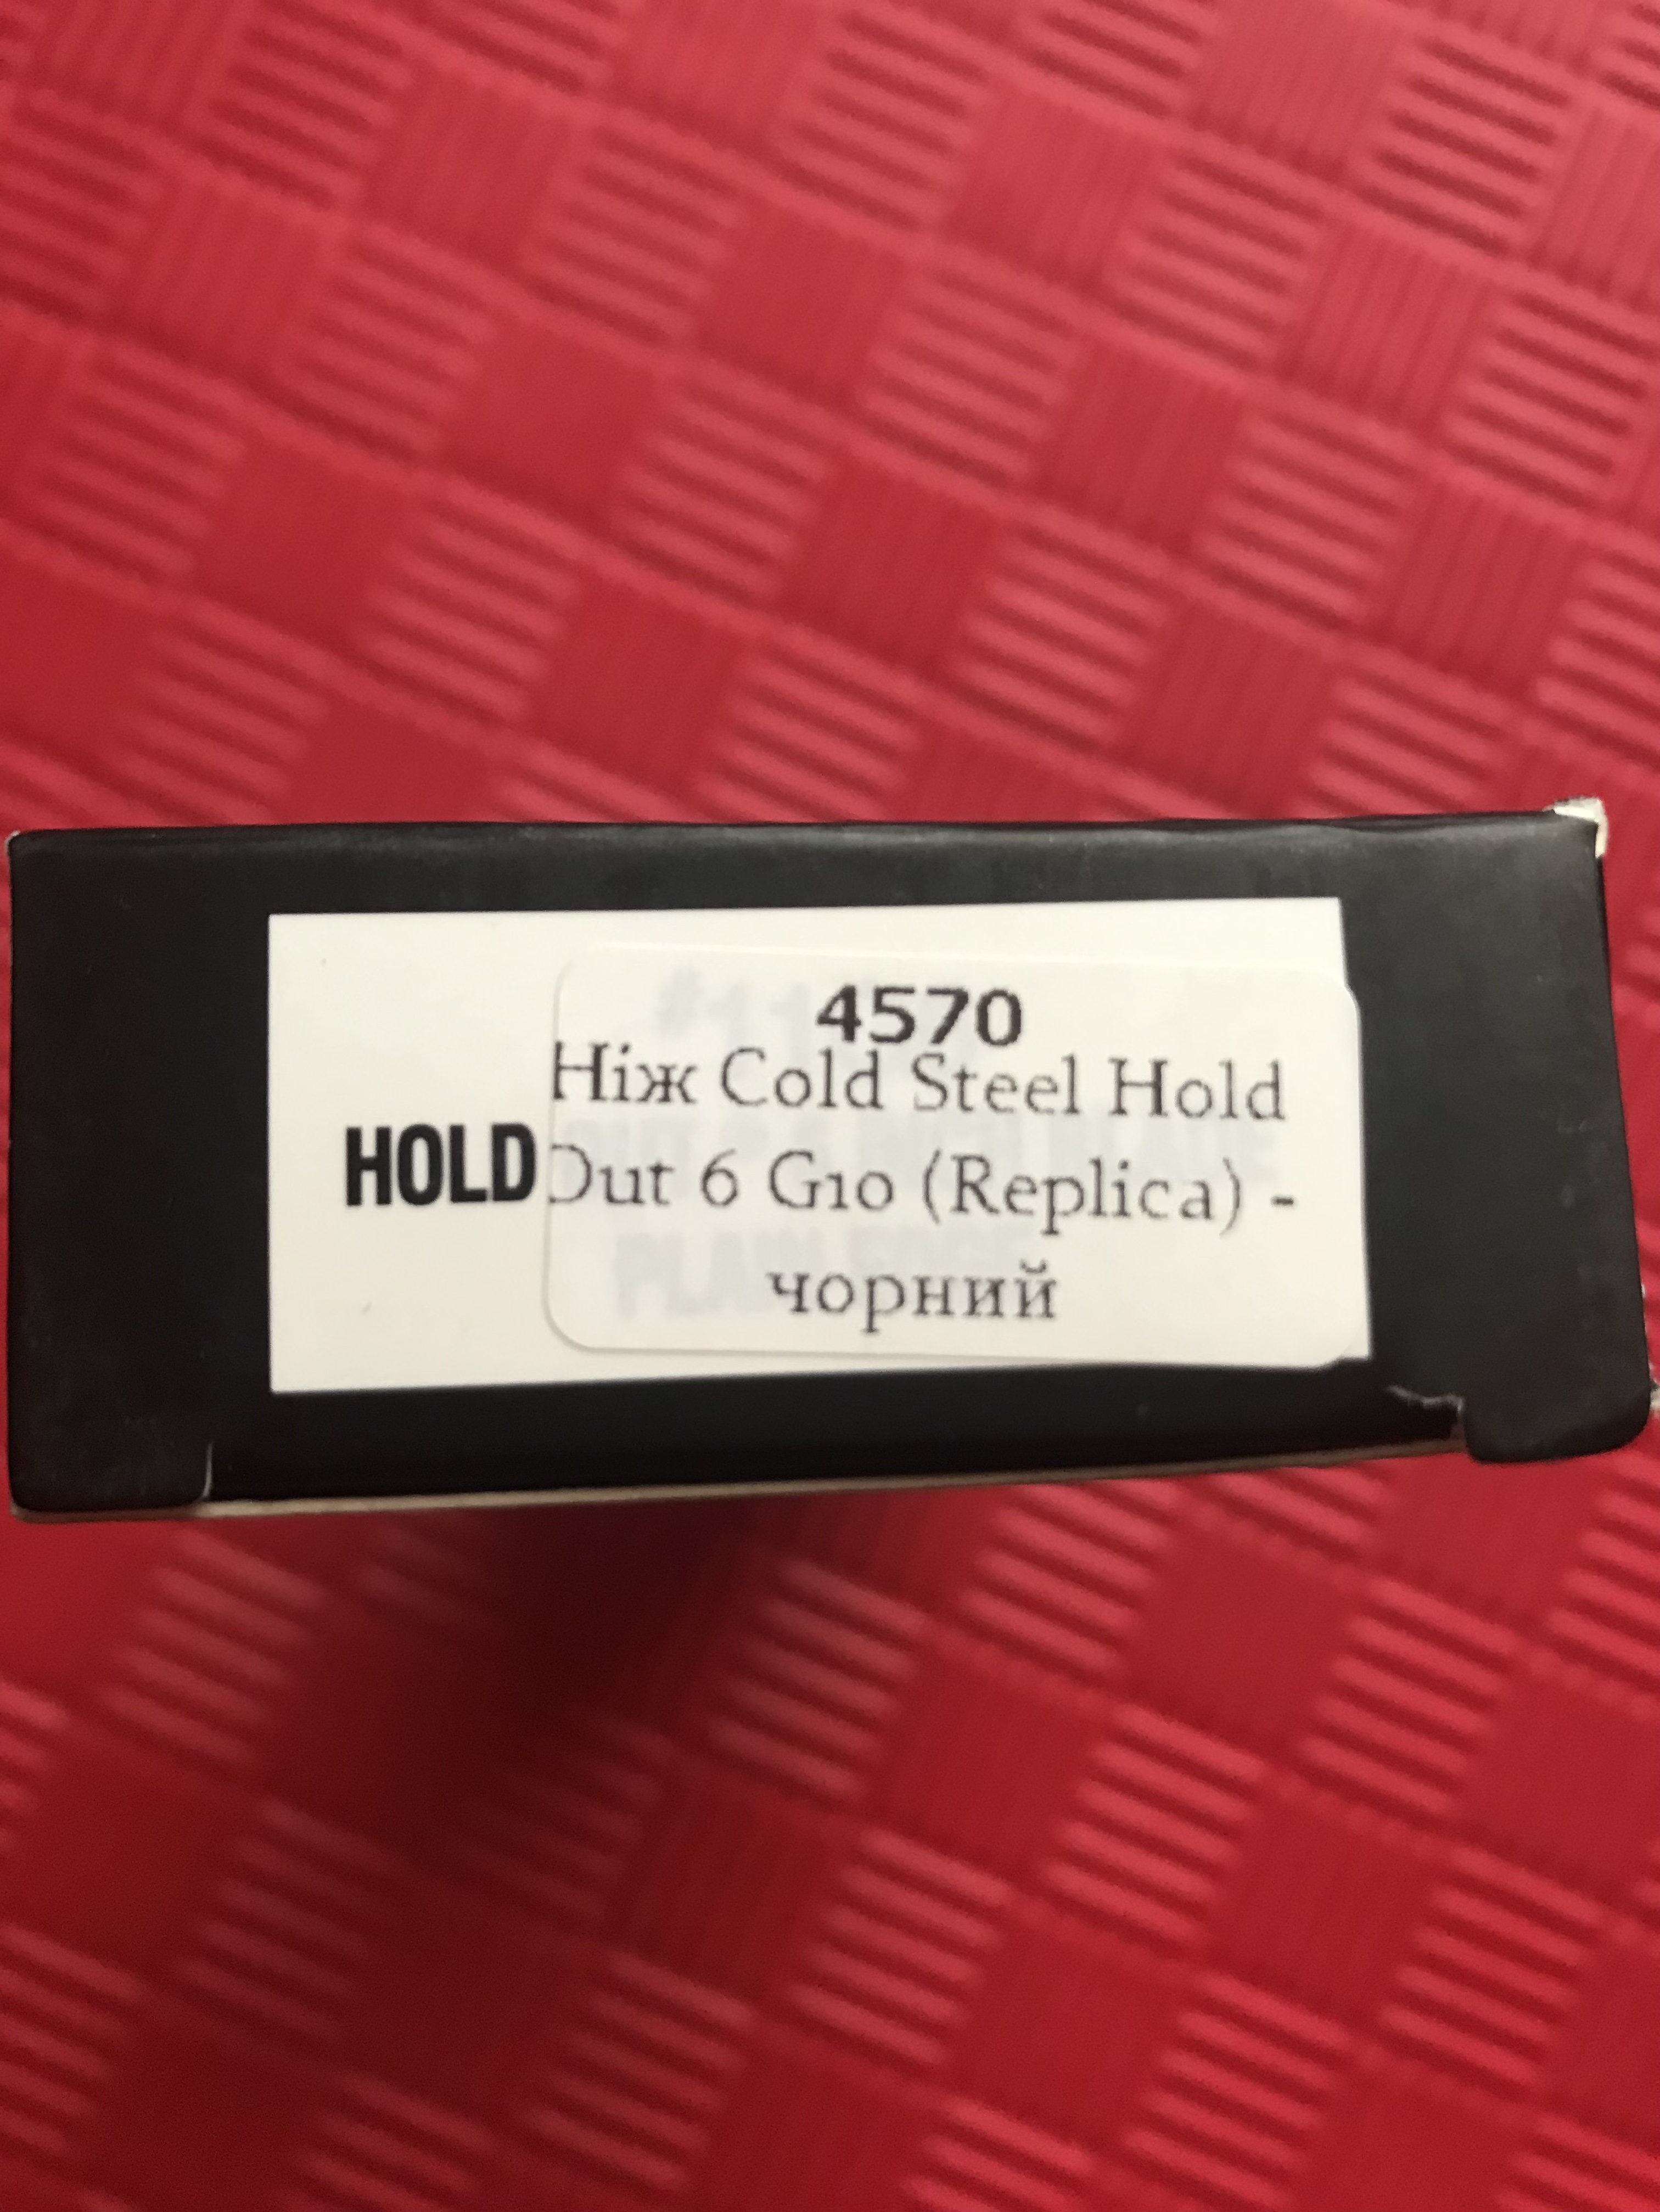 4570
Ніж Cold Steel Hold
HOLD
Out 6 G10 (Replica) -
чорний